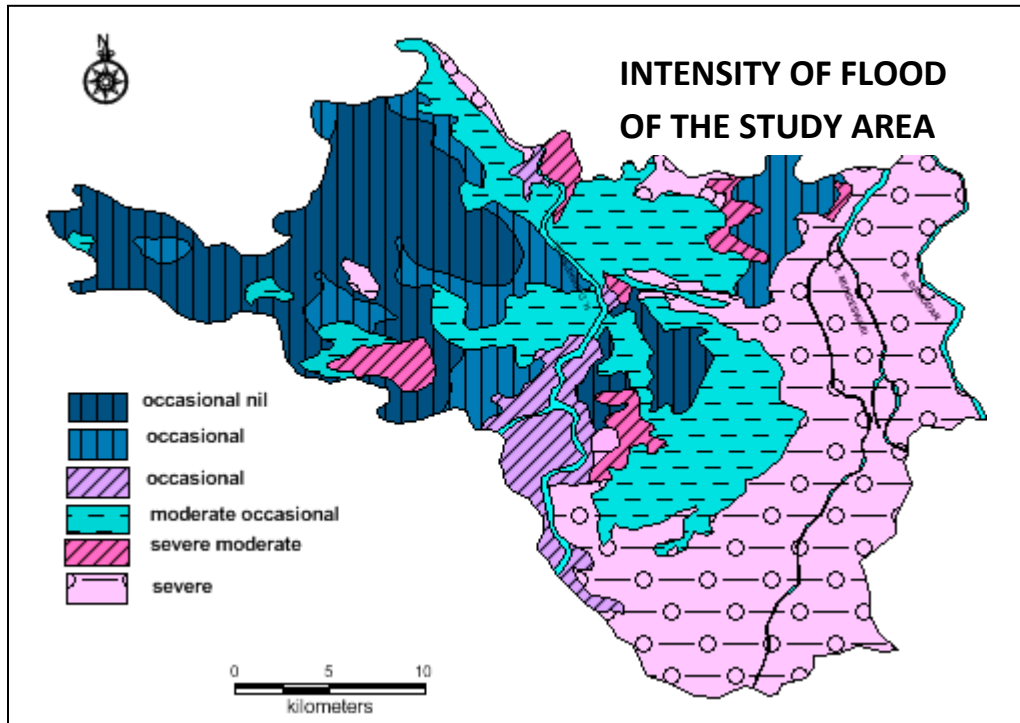 N
INTENSITY OF FLOOD
OF THE STUDY AREA
occasional nil
occasional
occasional
moderate occasional
severe moderate
severe
0 5 10
kilometers